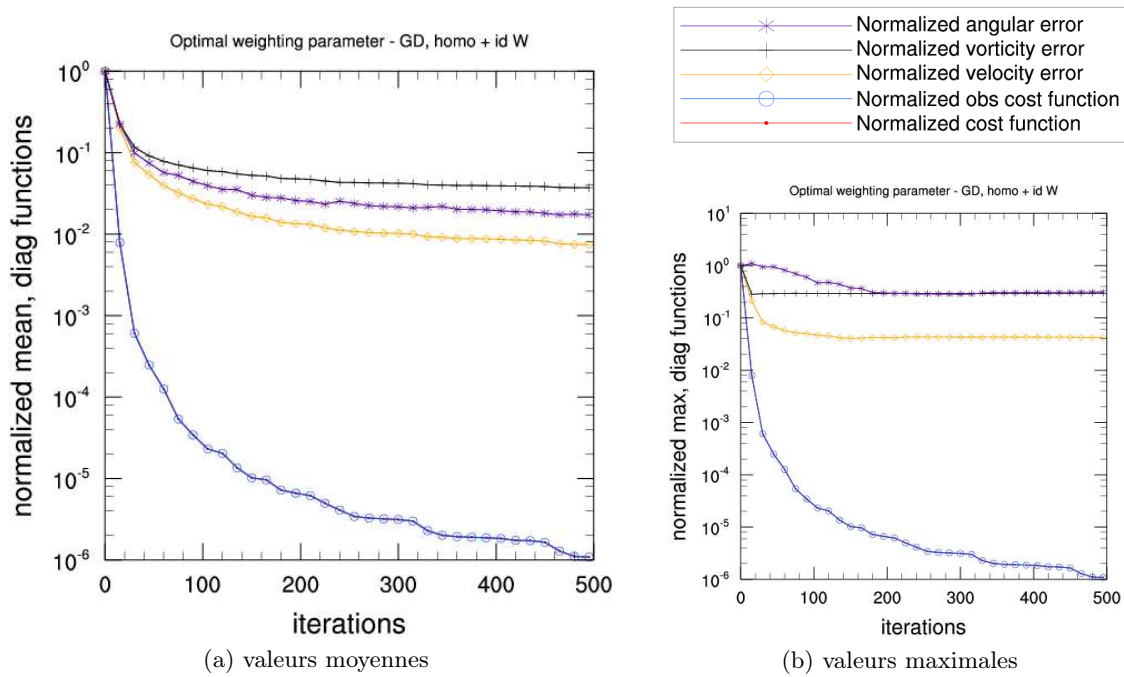 Optimal weighting parameter - GD, homo + id W
normalized mean, diag functions
10^0
10^-1
10^-2
10^-3
10^-4
10^-5
10^-6
0 100 200 300 400 500
iterations
(a) valeurs moyennes
Normalized angular error
Normalized vorticity error
Normalized velocity error
Normalized obs cost function
Normalized cost function
Optimal weighting parameter - GD, homo + id W
normalized max, diag functions
10^1
10^0
10^-1
10^-2
10^-3
10^-4
10^-5
10^-6
0 100 200 300 400 500
iterations
(b) valeurs maximales